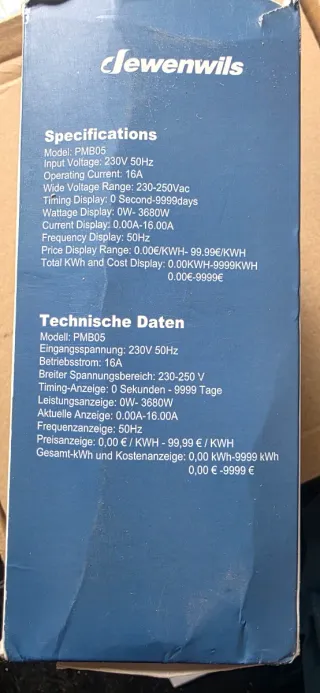 Dewenwils
Specifications
Model: PMB05
Input Voltage: 230V 50Hz
Operating Current: 16A
Wide Voltage Range: 230-250Vac
Timing Display: 0 Second-9999days
Wattage Display: 0W- 3680W
Current Display: 0.00A-16.00A
Frequency Display: 50Hz
Price Display Range: 0.00€/KWH- 99.99€/KWH
Total KWh and Cost Display: 0.00KWH-9999KWH
0.00€-9999€
Technische Daten
Modell: PMB05
Eingangsspannung: 230V 50Hz
Betriebsstrom: 16A
Breiter Spannungsbereich: 230-250 V
Timing-Anzeige: 0 Sekunden - 9999 Tage
Leistungsanzeige: 0W- 3680W
Aktuelle Anzeige: 0.00A-16.00A
Frequenzanzeige: 50Hz
Preisanzeige: 0,00 € / KWH - 99,99 € / KWH
Gesamt-kWh und Kostenanzeige: 0,00 kWh-9999 kWh
0,00 € -9999 €